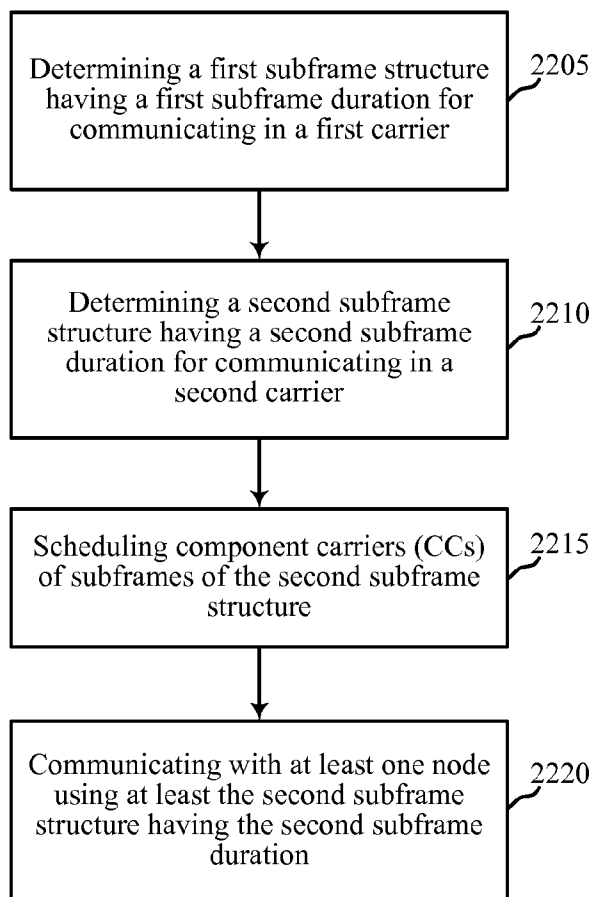 Determining a first subframe structure
having a first subframe duration for
communicating in a first carrier
2205
Determining a second subframe
structure having a second subframe
duration for communicating in a
second carrier
2210
Scheduling component carriers (CCs)
of subframes of the second subframe
structure
2215
Communicating with at least one node
using at least the second subframe
structure having the second subframe
duration
2220